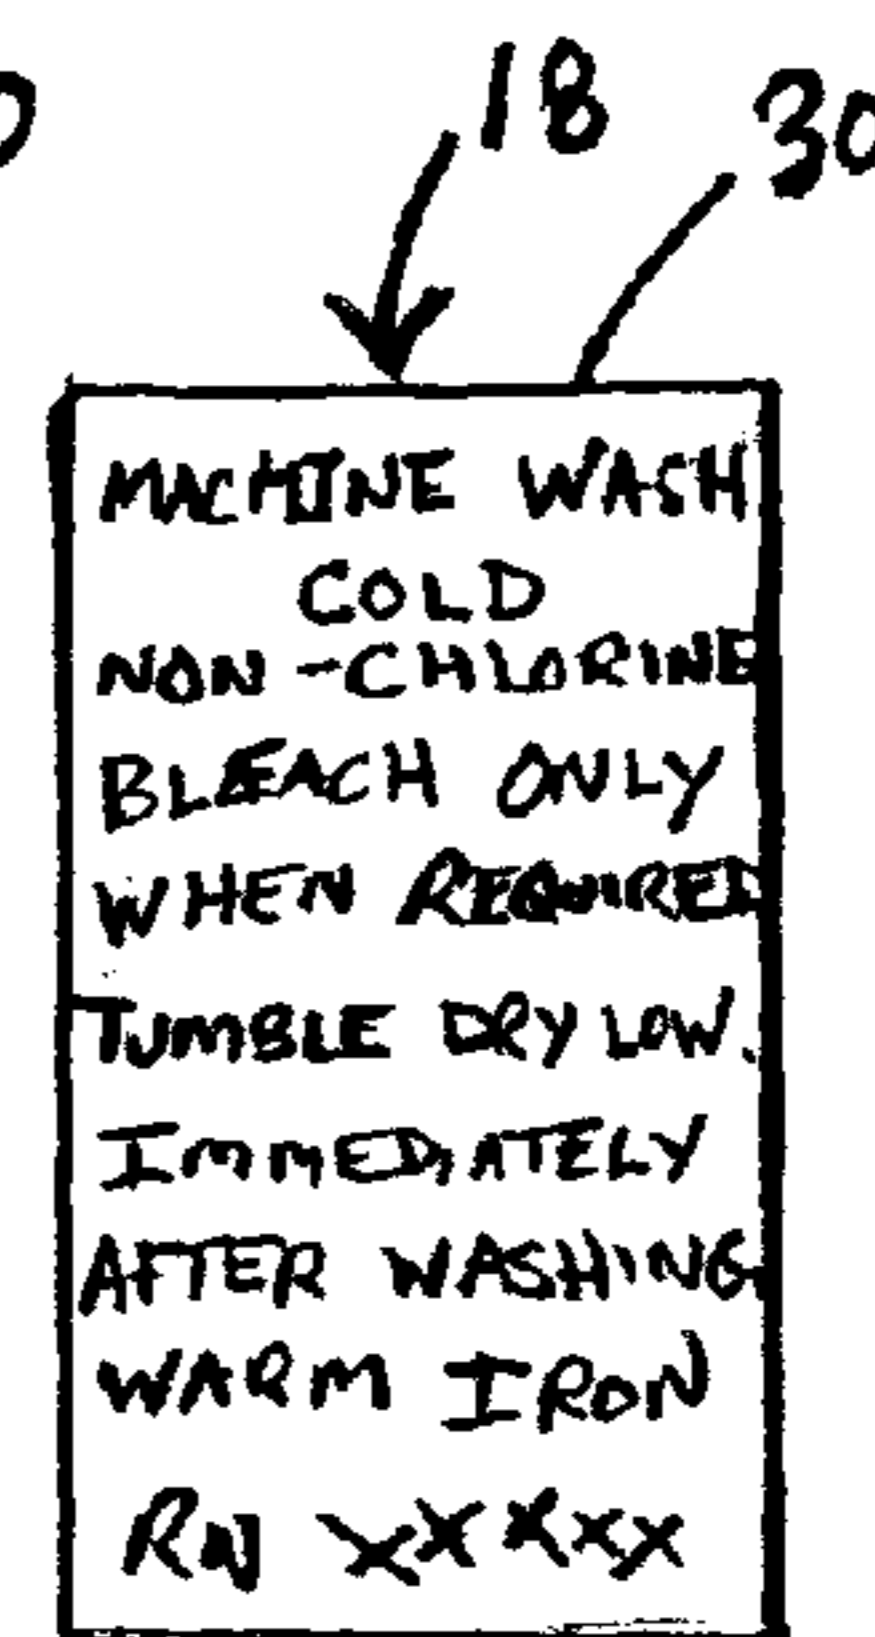 18 30
MACHINE WASH
COLD
NON-CHLORINE
BLEACH ONLY
WHEN REQUIRED
TUMBLE DRY LOW.
IMMEDIATELY
AFTER WASHING
WARM IRON
RN XXXXX